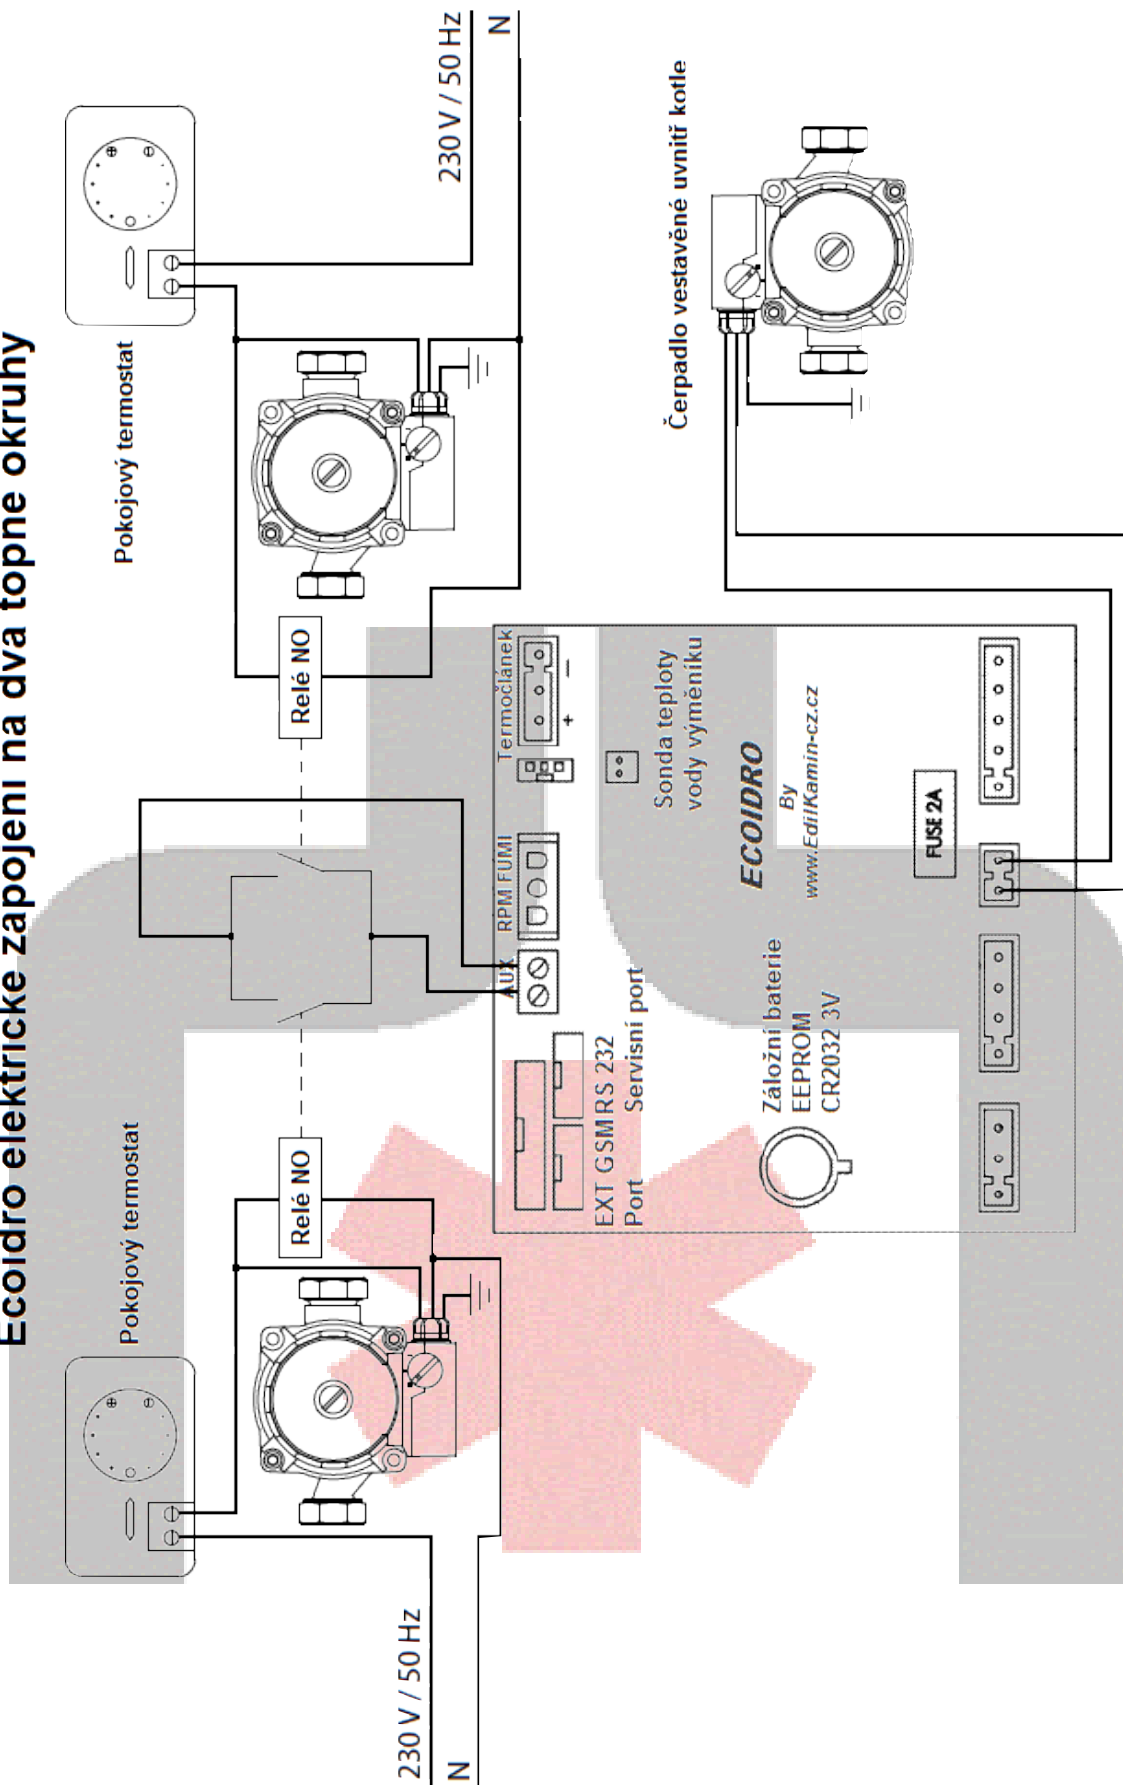 Ecoidro elektrické zapojení na dva topné okruhy
Pokojový termostat
Pokojový termostat
230 V / 50 Hz
N
230 V / 50 Hz
N
Relé NO
Relé NO
Čerpadlo vestavěné uvnitř kotle
AUX
RPM FUMI
Termočlánek
+
–
EXT GSM
Port
RS 232
Servisní port
Sonda teploty
vody výměníku
ECOIDRO
By
www.EdilKamin-cz.cz
Záložní baterie
EEPROM
CR2032 3V
FUSE 2A